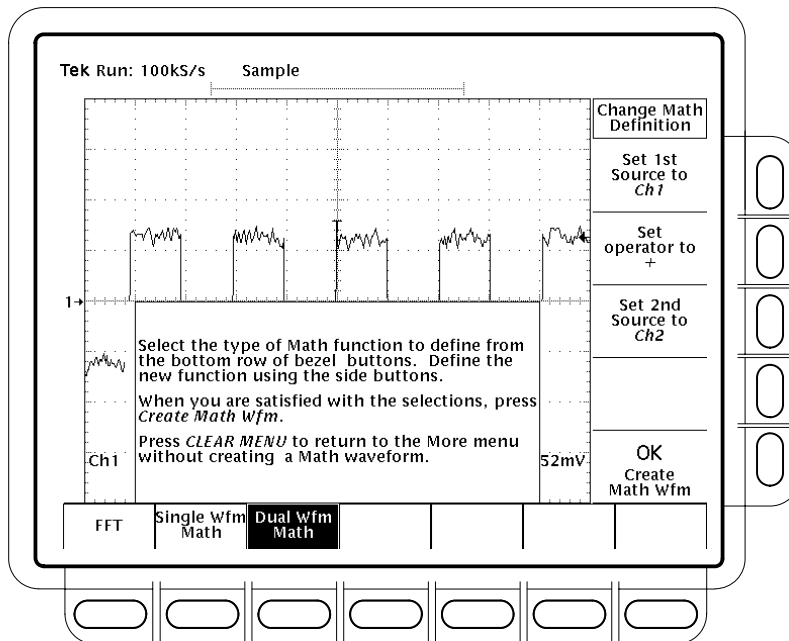 Tek Run: 100kS/s Sample
Change Math
Definition
Set 1st
Source to
Ch1
Set
operator to
+
Set 2nd
Source to
Ch2
OK
Create
Math Wfm
1
Select the type of Math function to define from
the bottom row of bezel buttons. Define the
new function using the side buttons.
When you are satisfied with the selections, press
Create Math Wfm.
Press CLEAR MENU to return to the More menu
without creating a Math waveform.
Ch1
52mV
FFT
Single Wfm
Math
Dual Wfm
Math